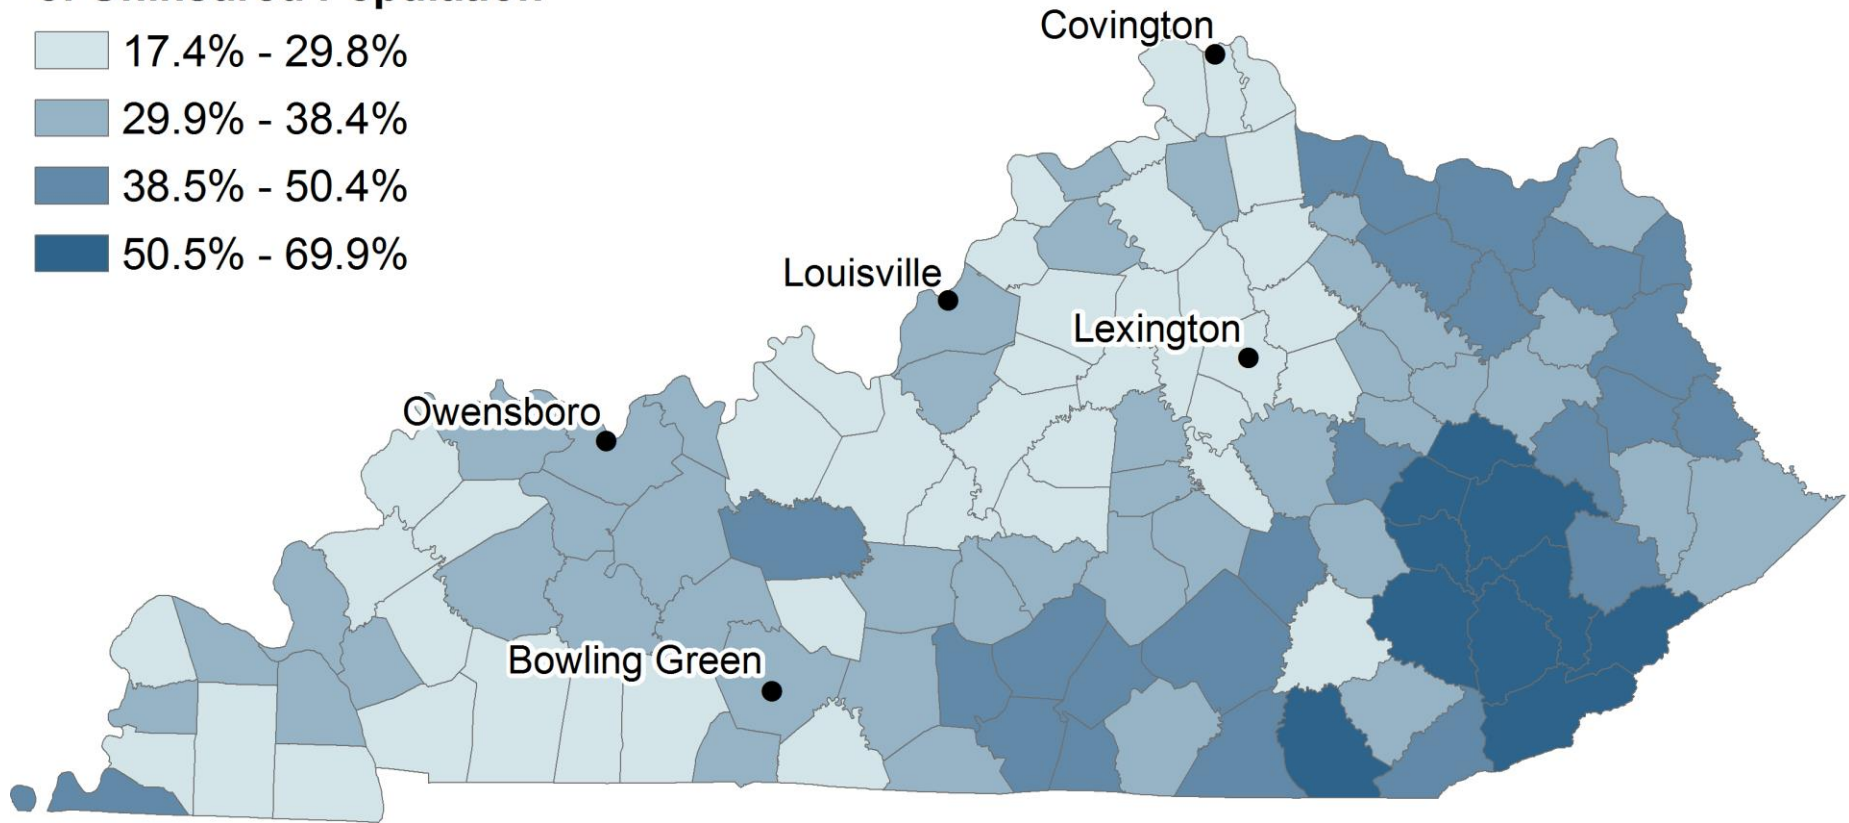 17.4% - 29.8%
29.9% - 38.4%
38.5% - 50.4%
50.5% - 69.9%
Covington
Louisville
Lexington
Owensboro
Bowling Green